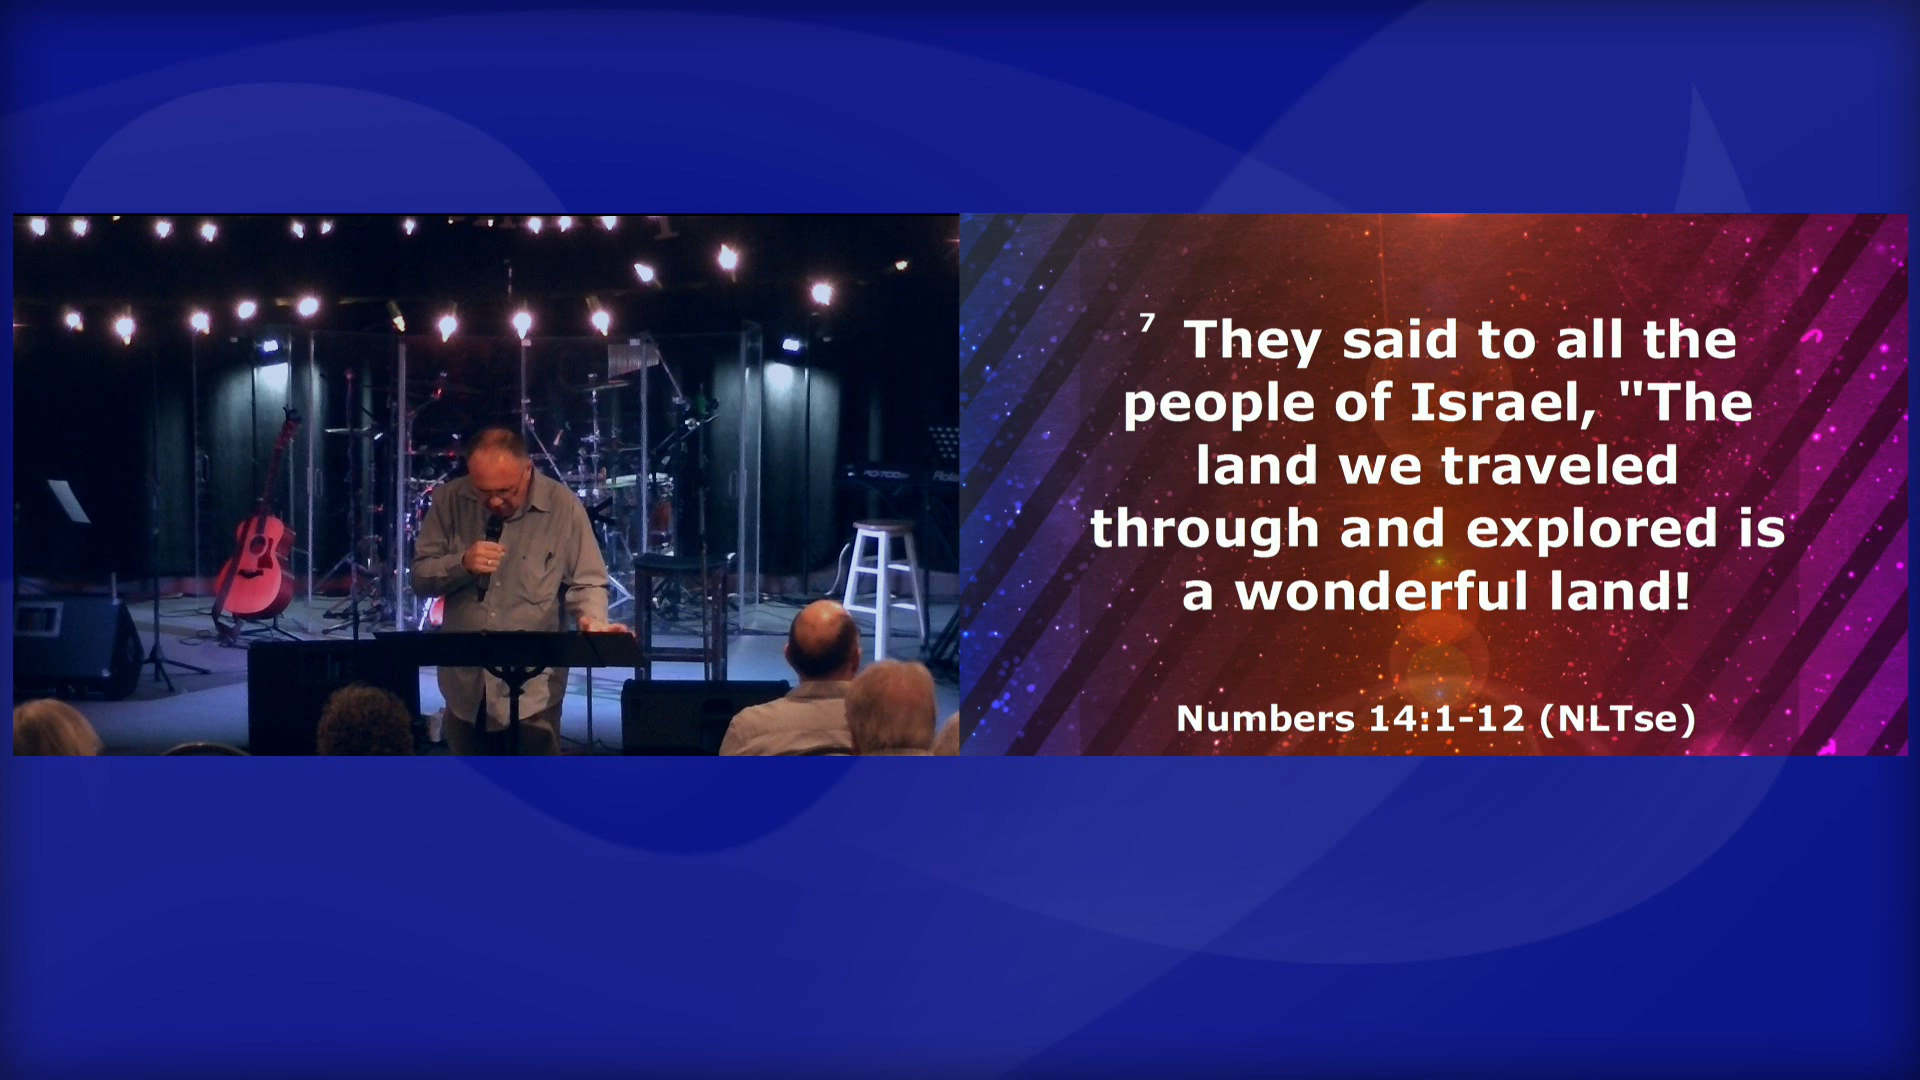 7 They said to all the
people of Israel, "The
land we traveled
through and explored is
a wonderful land!
Numbers 14:1-12 (NLTse)